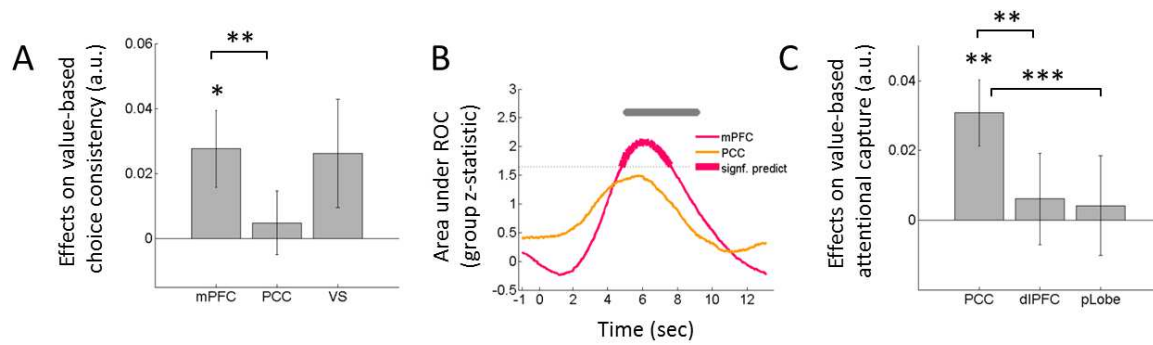 A
Effects on value-based
choice consistency (a.u.)
0.06
0.04
0.02
0
**
*
mPFC PCC VS
B
Area under ROC
(group z-statistic)
3
2.5
2
1.5
1
0.5
0
-0.5
mPFC
PCC
signf. predict
-1 0 2 4 6 8 10 12
Time (sec)
C
Effects on value-based
attentional capture (a.u.)
0.04
0.02
0
**
**
***
PCC dlPFC pLobe